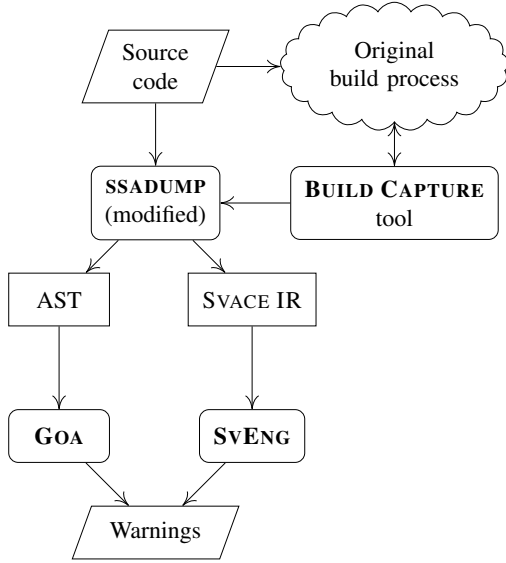 Source
code
Original
build process
SSADUMP
(modified)
BUILD CAPTURE
tool
AST
SVACE IR
GOA
SVENG
Warnings